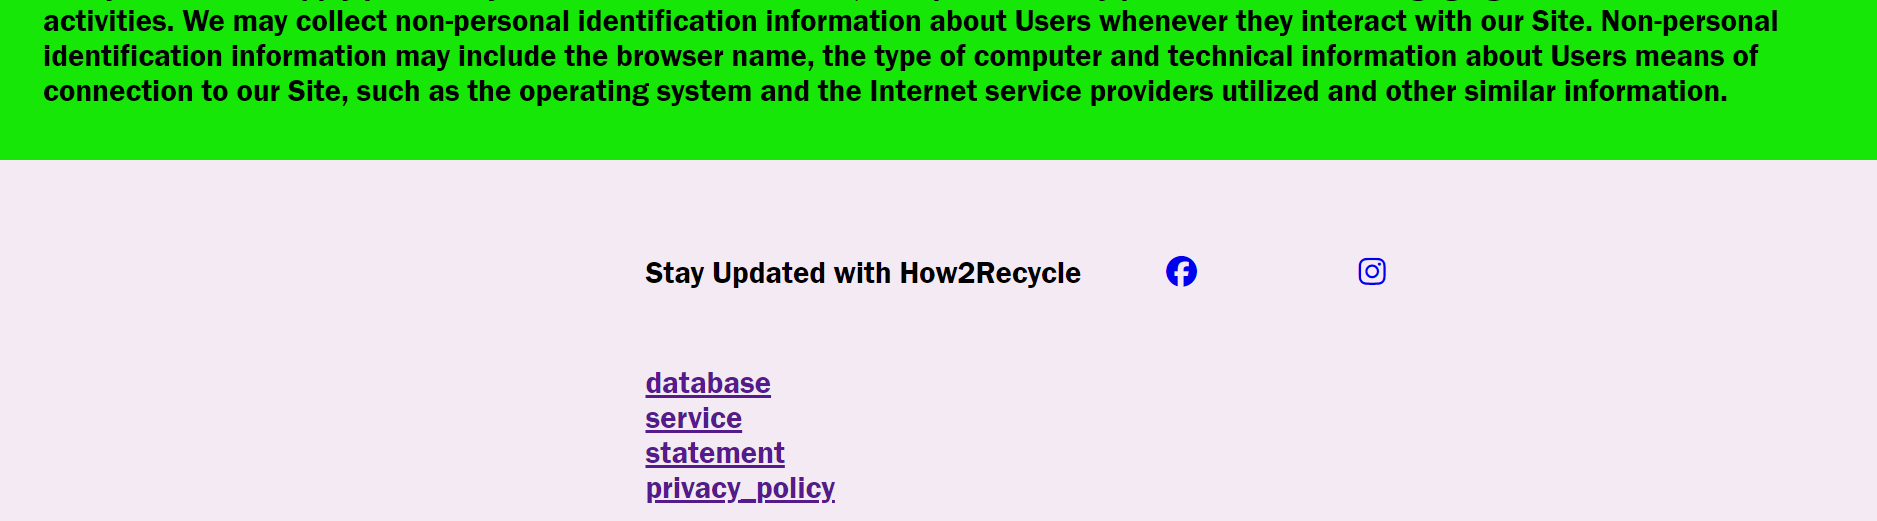 activities. We may collect non-personal identification information about Users whenever they interact with our Site. Non-personal
identification information may include the browser name, the type of computer and technical information about Users means of
connection to our Site, such as the operating system and the Internet service providers utilized and other similar information.
Stay Updated with How2Recycle
database
service
statement
privacy_policy